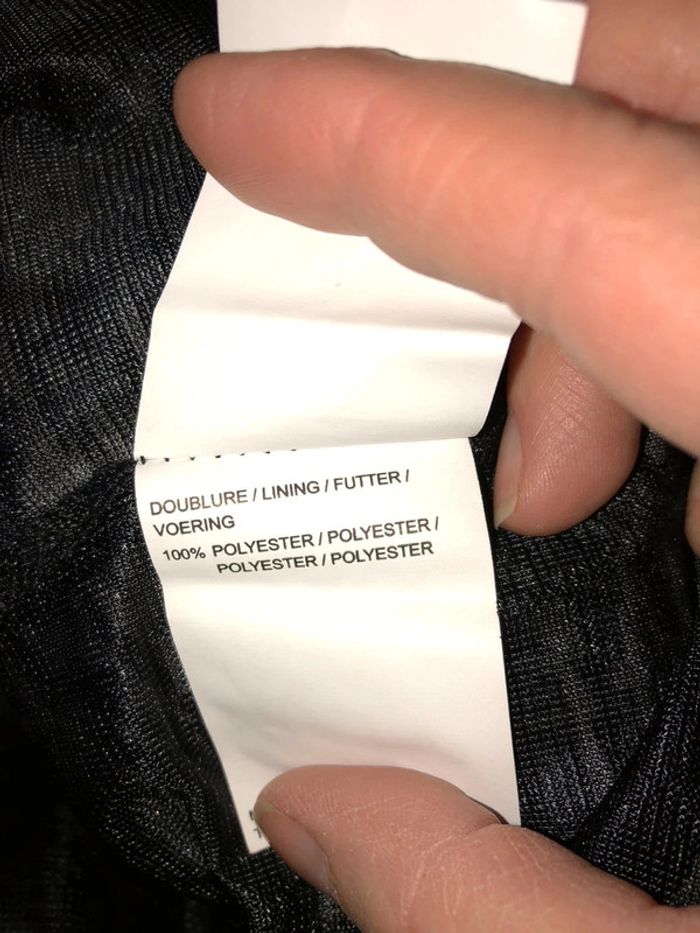 DOUBLURE / LINING / FUTTER /
VOERING
100% POLYESTER / POLYESTER /
POLYESTER / POLYESTER